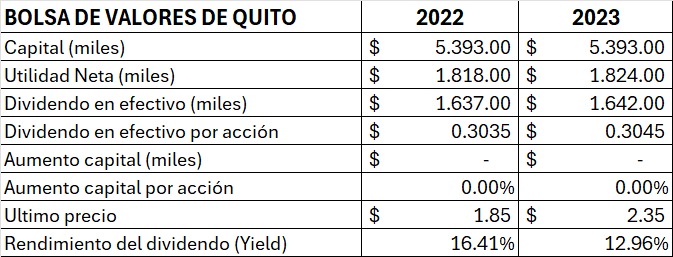 BOLSA DE VALORES DE QUITO 2022 2023
Capital (miles) $ 5.393.00 $ 5.393.00
Utilidad Neta (miles) $ 1.818.00 $ 1.824.00
Dividendo en efectivo (miles) $ 1.637.00 $ 1.642.00
Dividendo en efectivo por acción $ 0.3035 $ 0.3045
Aumento capital (miles) $ - $ -
Aumento capital por acción 0.00% 0.00%
Ultimo precio $ 1.85 $ 2.35
Rendimiento del dividendo (Yield) 16.41% 12.96%